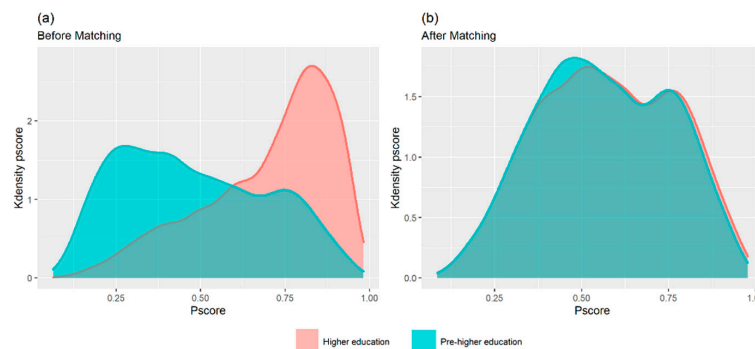 (a)
Before Matching
Kdensity pscore
2
1
0
0.25 0.50 0.75 1.00
Pscore
(b)
After Matching
Kdensity pscore
1.5
1.0
0.5
0.0
0.25 0.50 0.75 1.0
Pscore
Higher education
Pre-higher education